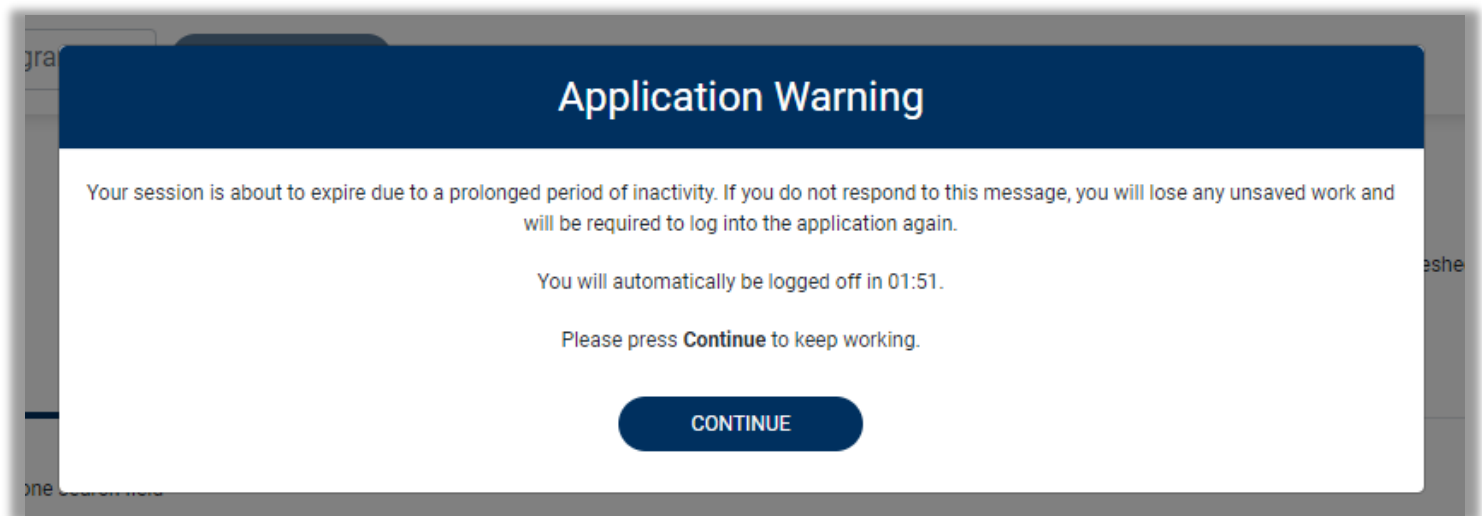 Application Warning
Your session is about to expire due to a prolonged period of inactivity. If you do not respond to this message, you will lose any unsaved work and
will be required to log into the application again.
You will automatically be logged off in 01:51.
Please press Continue to keep working.
CONTINUE